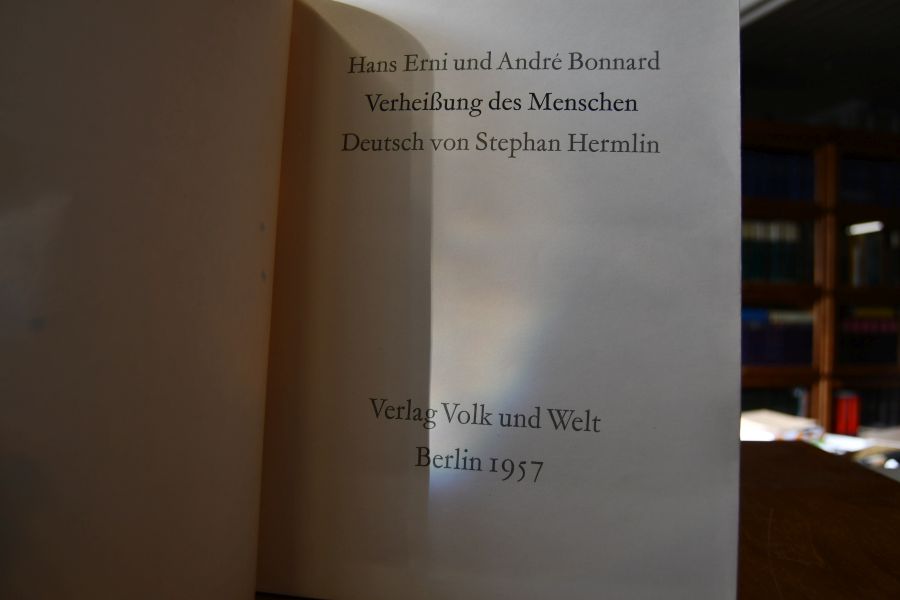 Hans Erni und André Bonnard
Verheißung des Menschen
Deutsch von Stephan Hermlin
Verlag Volk und Welt
Berlin 1957